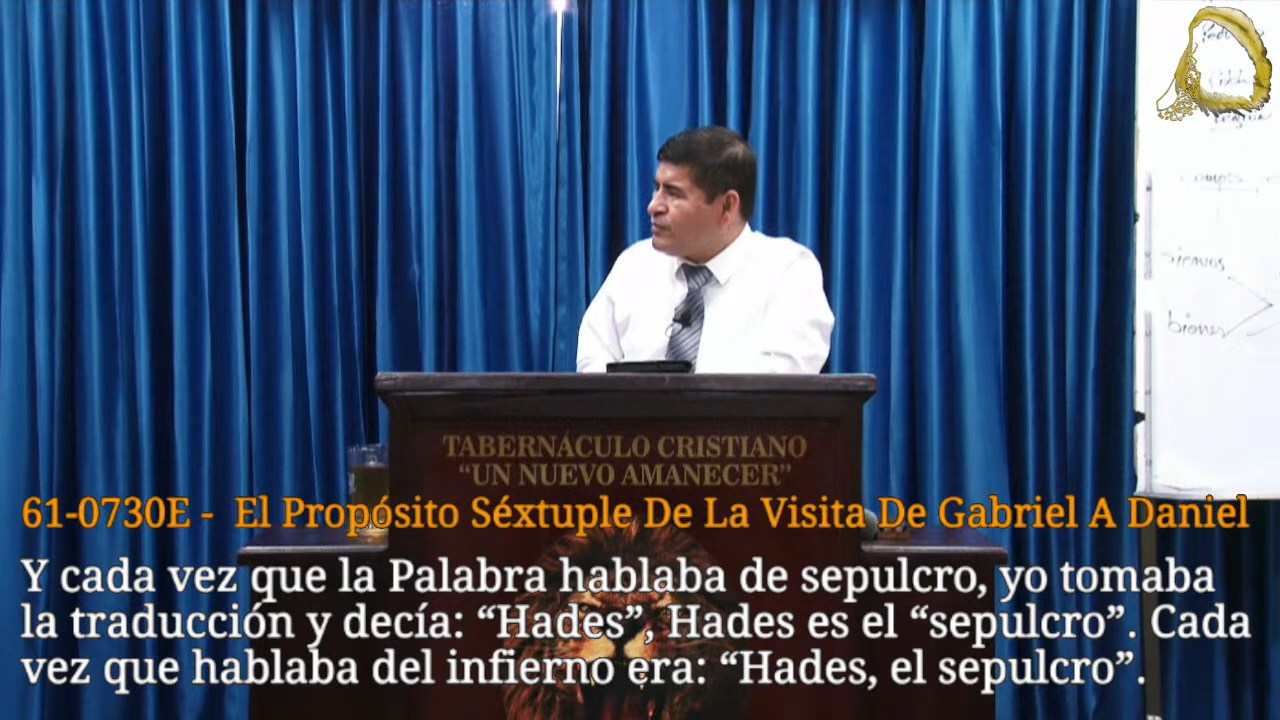 siervos
bienes
TABERNÁCULO CRISTIANO
“UN NUEVO AMANECER”
61-0730E - El Propósito Séxtuple De La Visita De Gabriel A Daniel
Y cada vez que la Palabra hablaba de sepulcro, yo tomaba
la traducción y decía: “Hades”, Hades es el “sepulcro”. Cada
vez que hablaba del infierno era: “Hades, el sepulcro”.